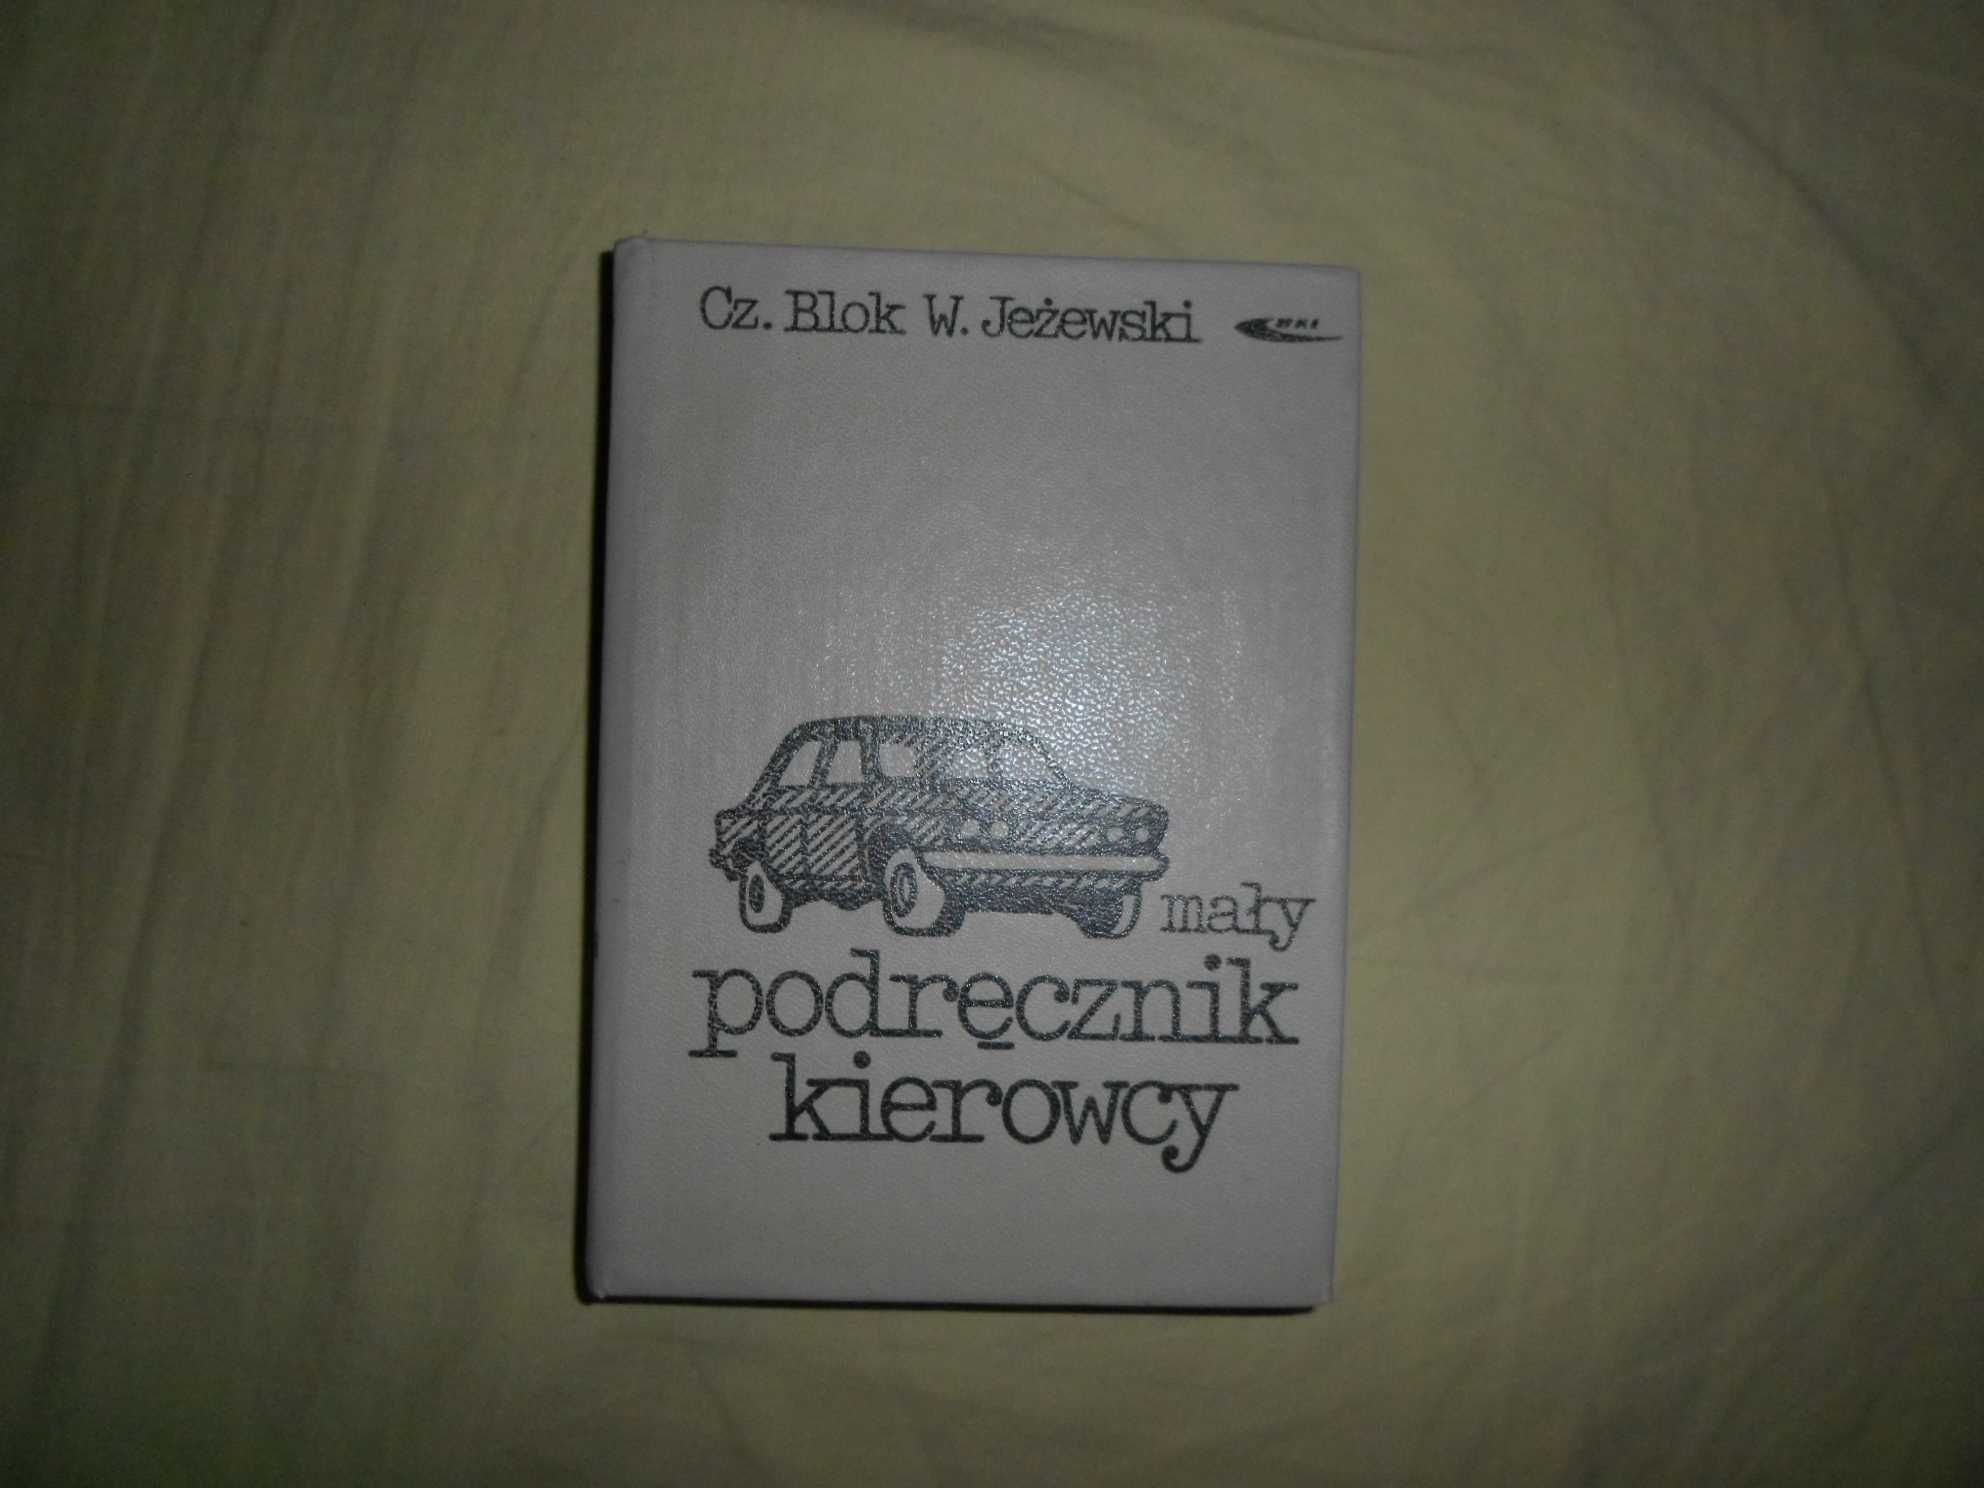 Cz. Blok W. Jeżewski
mały
podręcznik
kierowcy